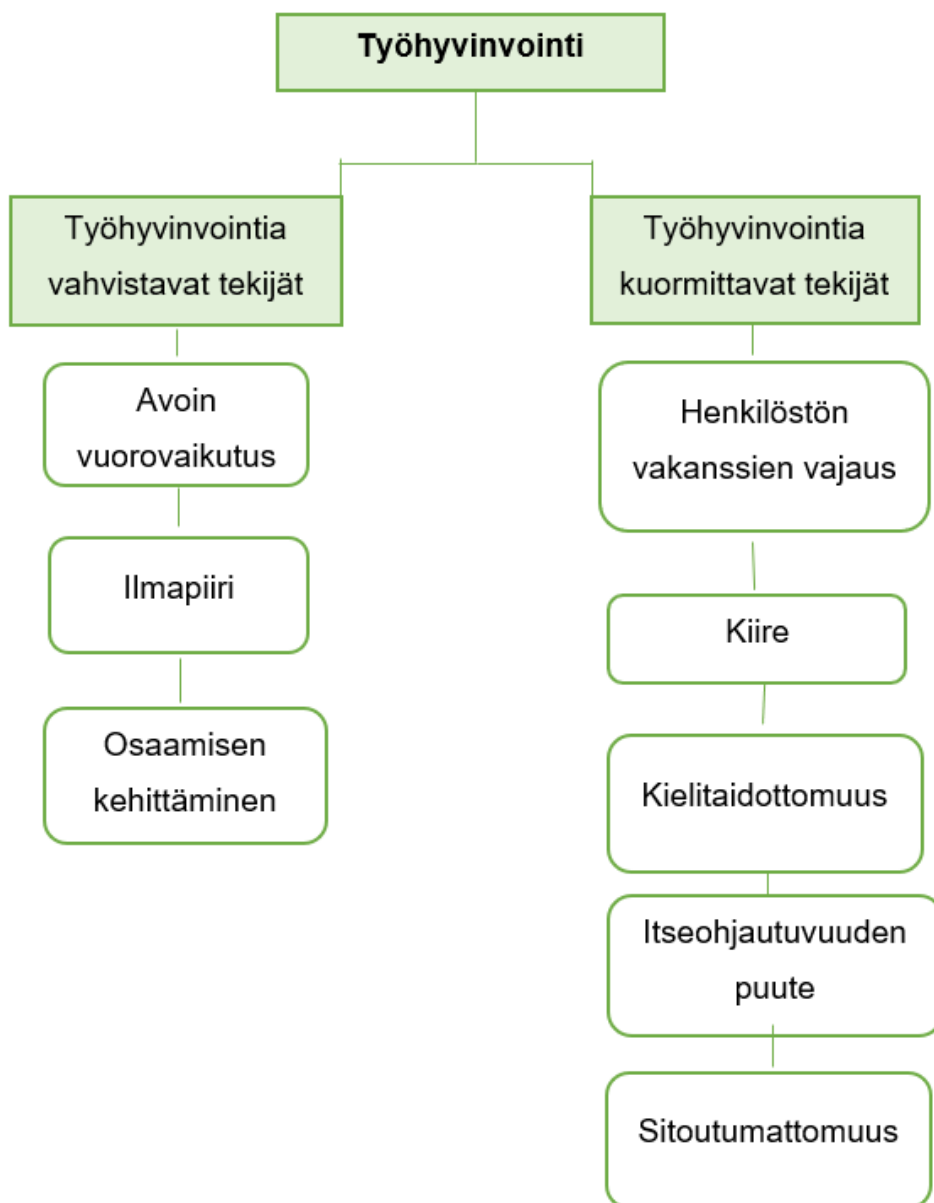 Työhyvinvointi
Työhyvinvointia
vahvistavat tekijät
Avoin
vuorovaikutus
Ilmapiiri
Osaamisen
kehittäminen
Työhyvinvointia
kuormittavat tekijät
Henkilöstön
vakanssien vajaus
Kiire
Kielitaidottomuus
Itseohjautuvuuden
puute
Sitoutumattomuus